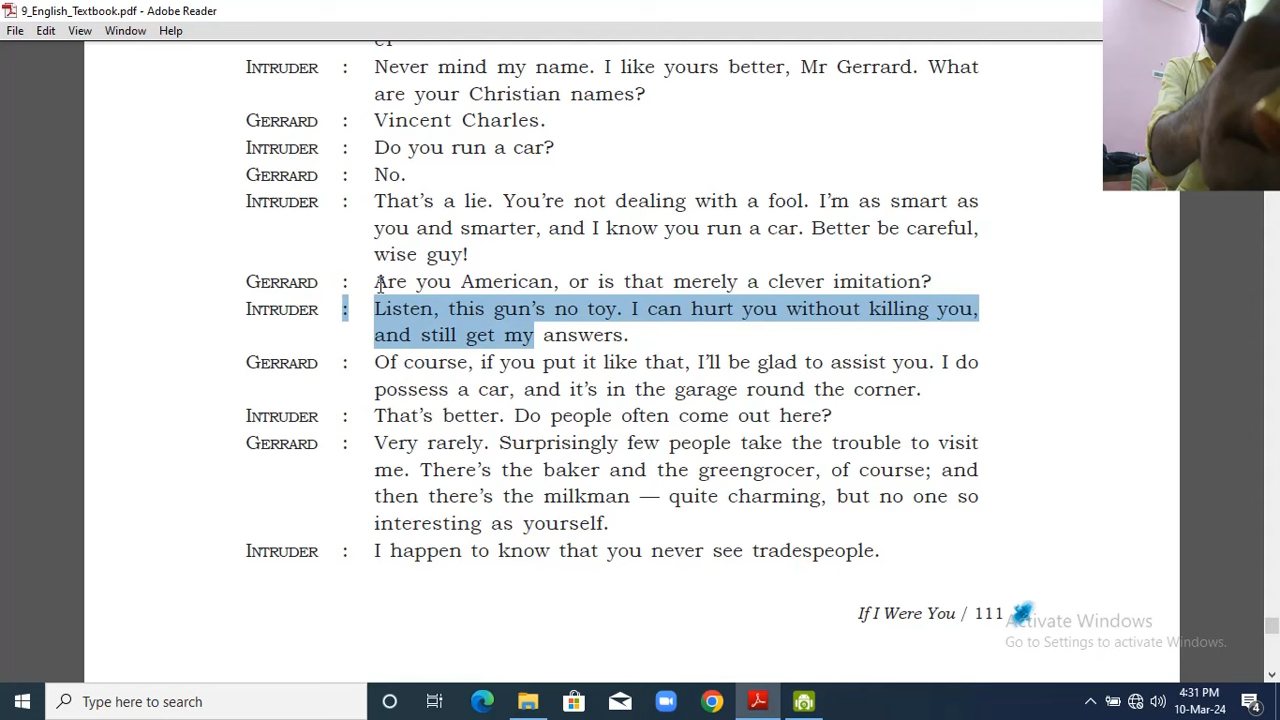 9_English_Textbook.pdf - Adobe Reader
File Edit View Window Help
INTRUDER : Never mind my name. I like yours better, Mr Gerrard. What
are your Christian names?
GERRARD : Vincent Charles.
INTRUDER : Do you run a car?
GERRARD : No.
INTRUDER : That's a lie. You're not dealing with a fool. I'm as smart as
you and smarter, and I know you run a car. Better be careful,
wise guy!
GERRARD : Are you American, or is that merely a clever imitation?
INTRUDER : Listen, this gun's no toy. I can hurt you without killing you,
and still get my answers.
GERRARD : Of course, if you put it like that, I'll be glad to assist you. I do
possess a car, and it's in the garage round the corner.
INTRUDER : That's better. Do people often come out here?
GERRARD : Very rarely. Surprisingly few people take the trouble to visit
me. There's the baker and the greengrocer, of course; and
then there's the milkman — quite charming, but no one so
interesting as yourself.
INTRUDER : I happen to know that you never see tradespeople.
If I Were You / 111
Activate Windows
Go to Settings to activate Windows.
Type here to search
4:31 PM
10-Mar-24
4